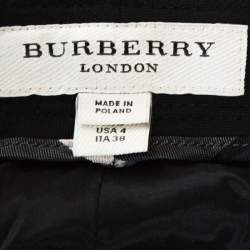 BURBERRY
LONDON
MADE IN
POLAND
USA 4
ITA 38